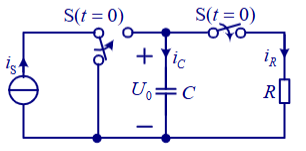 S(t=0)
S(t=0)
i_S
+
i_C
i_R
U_0
C
R
−